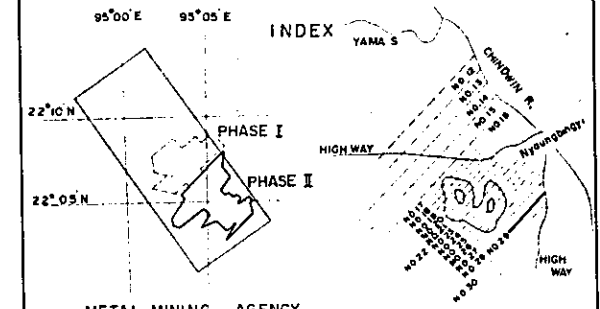 95°00'E
95°05'E
INDEX
YAMA S
CHINDWIN R.
NO.12
NO.13
NO.14
NO.15
NO.16
22°10'N
PHASE I
HIGH WAY
Nyaungbingyi
PHASE II
22°05'N
NO.22
NO.28
NO.29
NO.30
HIGH
WAY
METAL MINING AGENCY